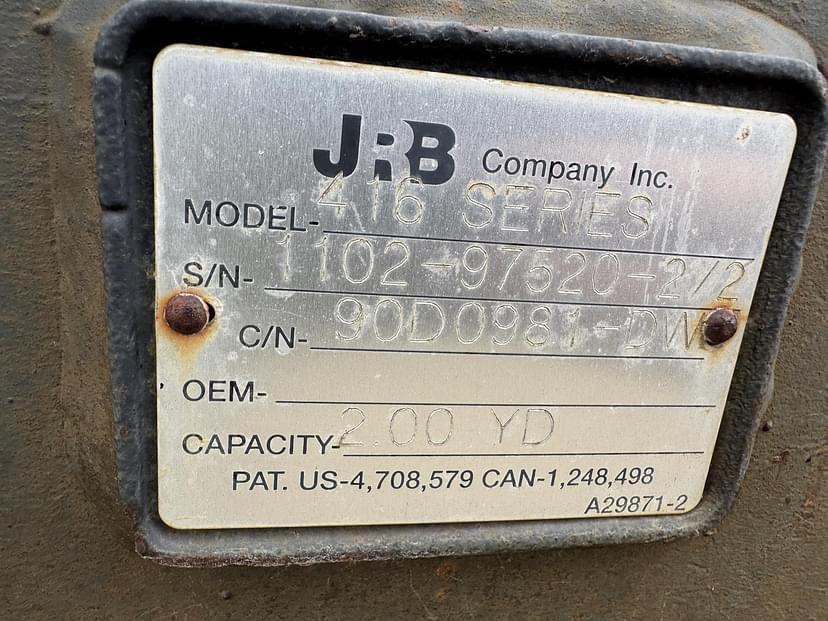 JRB Company Inc.
MODEL- 416 SERIES
S/N- 1102-97520-2/2
C/N- 90D0981-DW
OEM-
CAPACITY- 2.00 YD
PAT. US-4,708,579 CAN-1,248,498
A29871-2